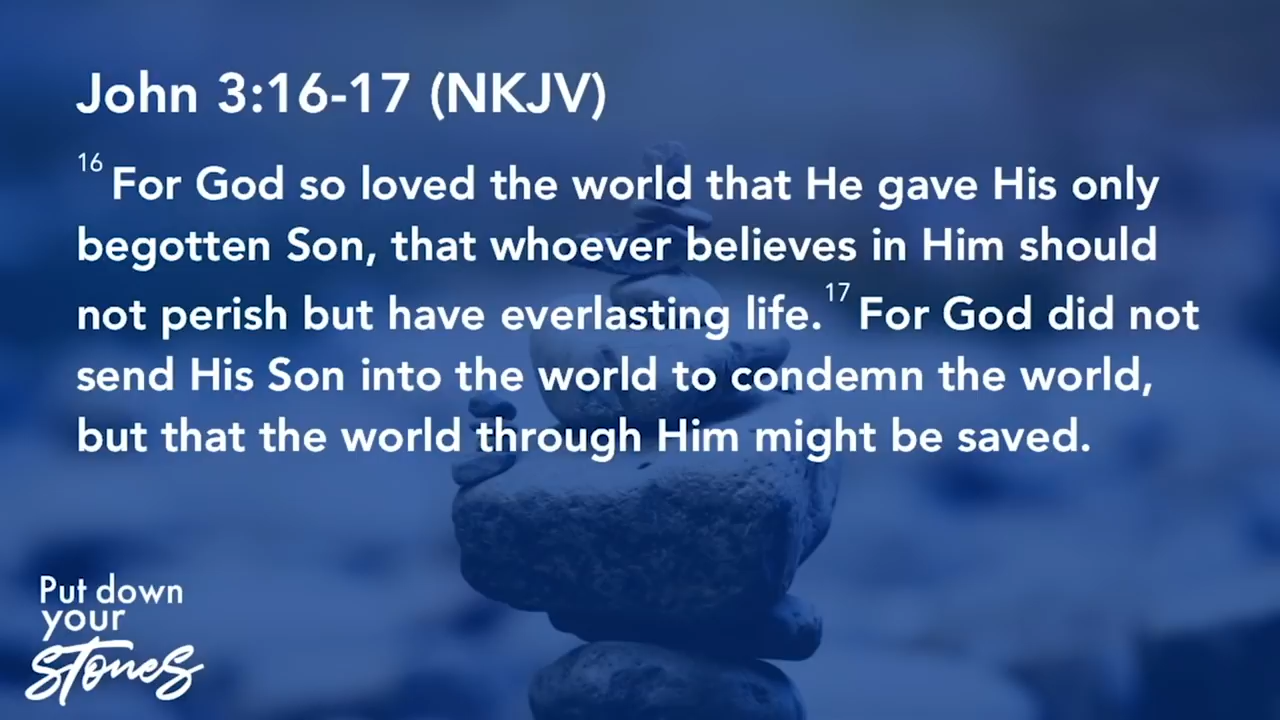 John 3:16-17 (NKJV)
16 For God so loved the world that He gave His only
begotten Son, that whoever believes in Him should
not perish but have everlasting life. 17 For God did not
send His Son into the world to condemn the world,
but that the world through Him might be saved.
Put down
your
Stones